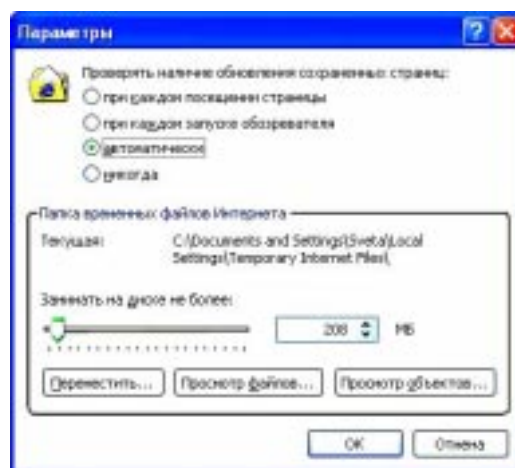 Параметры
Проверять наличие обновления сохраненных страниц:
при каждом посещении страницы
при каждом запуске обозревателя
автоматически
никогда
Папка временных файлов Интернета
Текущая:
C:\Documents and Settings\Sveta\Local
Settings\Temporary Internet Files\
Занимать на диске не более:
208 МБ
Переместить... Просмотр файлов... Просмотр объектов...
OK Отмена